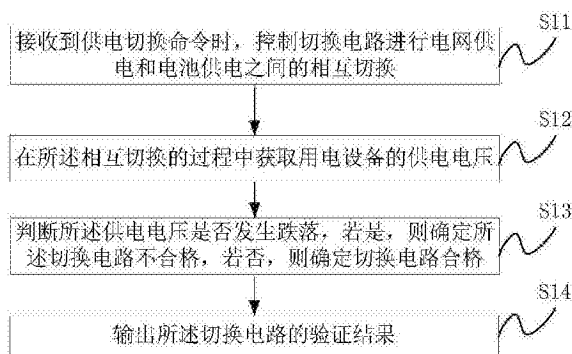 S11
接收到供电切换命令时，控制切换电路进行电网供
电和电池供电之间的相互切换
S12
在所述相互切换的过程中获取用电设备的供电电压
S13
判断所述供电电压是否发生跌落，若是，则确定所
述切换电路不合格，若否，则确定切换电路合格
S14
输出所述切换电路的验证结果